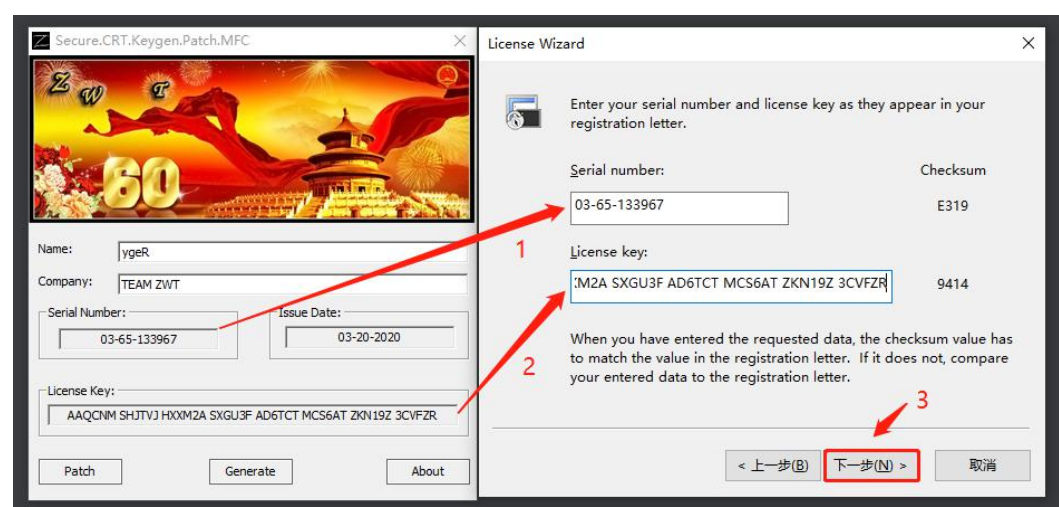 Secure.CRT.Keygen.Patch.MFC
Z W T
60
Name:
ygeR
Company:
TEAM ZWT
Serial Number:
03-65-133967
Issue Date:
03-20-2020
License Key:
AAQCNM SHJTVJ HXXM2A SXGU3F AD6TCT MCS6AT ZKN19Z 3CVFZR
Patch
Generate
About
License Wizard
Enter your serial number and license key as they appear in your
registration letter.
Serial number:
Checksum
03-65-133967
E319
1
License key:
M2A SXGU3F AD6TCT MCS6AT ZKN19Z 3CVFZR
9414
2
When you have entered the requested data, the checksum value has
to match the value in the registration letter. If it does not, compare
your entered data to the registration letter.
3
< 上一步(B)
下一步(N) >
取消